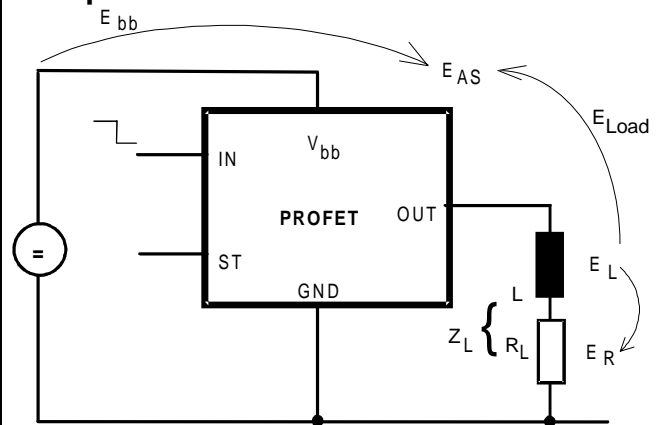 E bb
E AS
E Load
V bb
IN
PROFET
OUT
=
ST
GND
E L
L
Z L { R L
E R